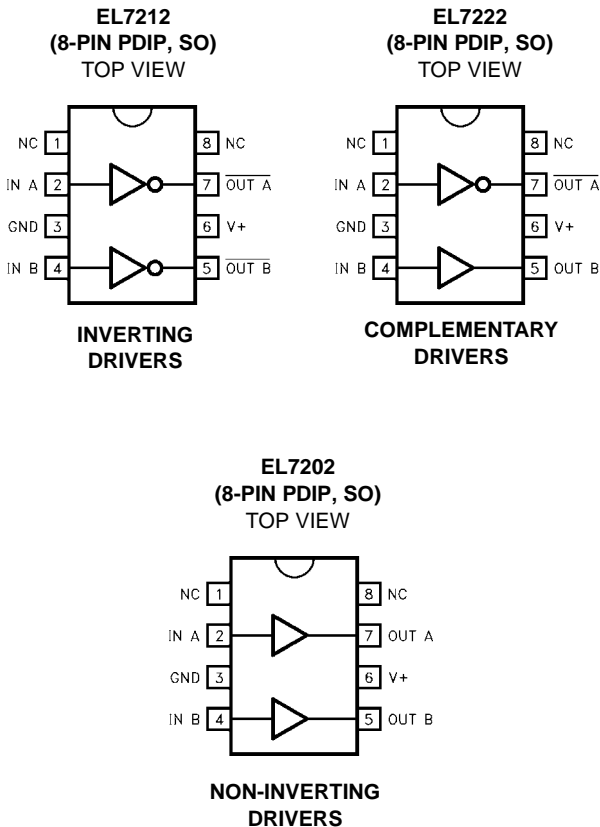 EL7212
(8-PIN PDIP, SO)
TOP VIEW
NC 1
8 NC
IN A 2
7 OUT A
GND 3
6 V+
IN B 4
5 OUT B
INVERTING
DRIVERS
EL7222
(8-PIN PDIP, SO)
TOP VIEW
NC 1
8 NC
IN A 2
7 OUT A
GND 3
6 V+
IN B 4
5 OUT B
COMPLEMENTARY
DRIVERS
EL7202
(8-PIN PDIP, SO)
TOP VIEW
NC 1
8 NC
IN A 2
7 OUT A
GND 3
6 V+
IN B 4
5 OUT B
NON-INVERTING
DRIVERS